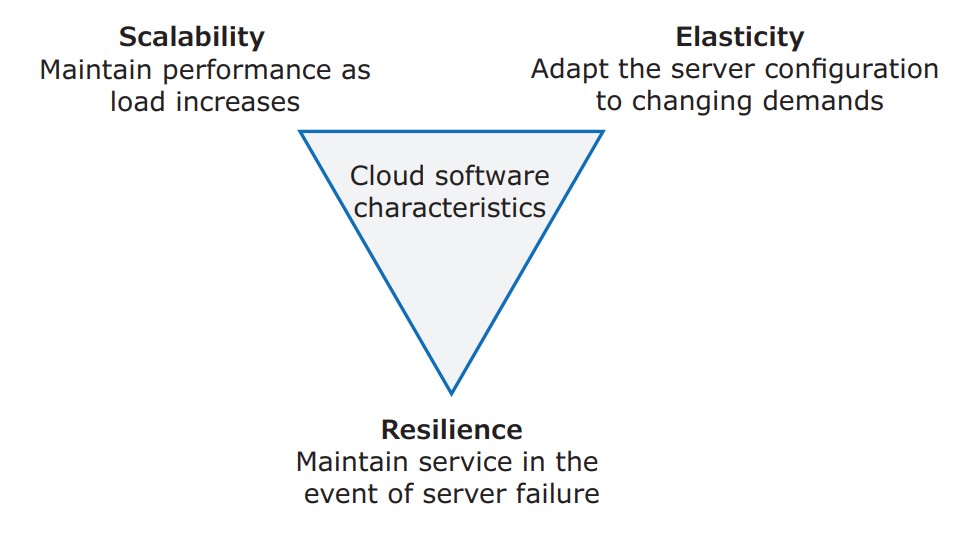 Scalability
Maintain performance as
load increases
Elasticity
Adapt the server configuration
to changing demands
Cloud software
characteristics
Resilience
Maintain service in the
event of server failure